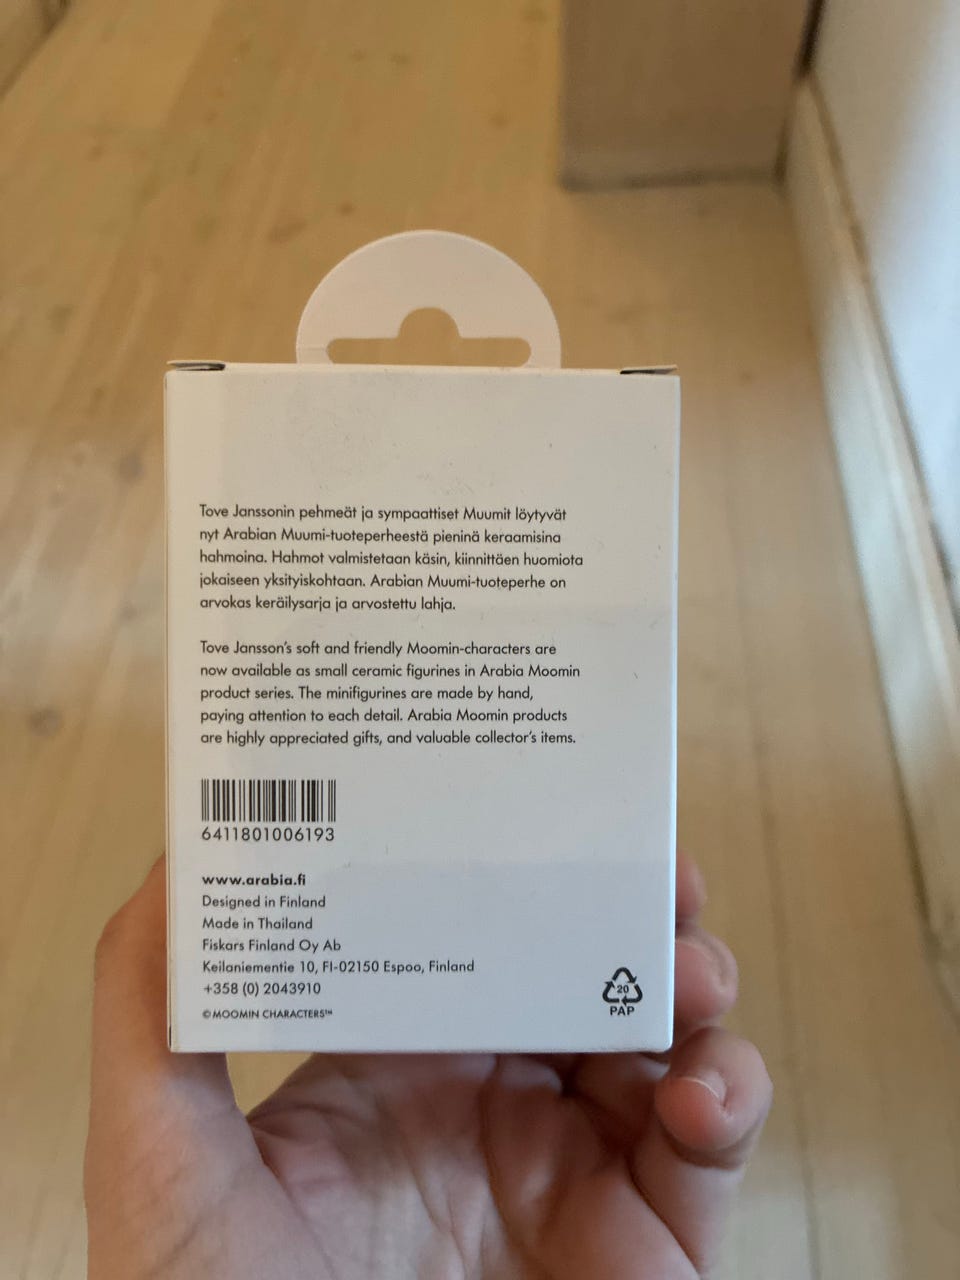 Tove Janssonin pehmeät ja sympaattiset Muumit löytyvät
nyt Arabian Muumi-tuoteperheestä pieninä keraamisina
hahmoina. Hahmot valmistetaan käsin, kiinnittäen huomiota
jokaiseen yksityiskohtaan. Arabian Muumi-tuoteperhe on
arvokas keräilysarja ja arvostettu lahja.
Tove Jansson's soft and friendly Moomin-characters are
now available as small ceramic figurines in Arabia Moomin
product series. The minifigurines are made by hand,
paying attention to each detail. Arabia Moomin products
are highly appreciated gifts, and valuable collector's items.
6411801006193
www.arabia.fi
Designed in Finland
Made in Thailand
Fiskars Finland Oy Ab
Keilaniementie 10, FI-02150 Espoo, Finland
+358 (0) 2043910
©MOOMIN CHARACTERS™
20
PAP